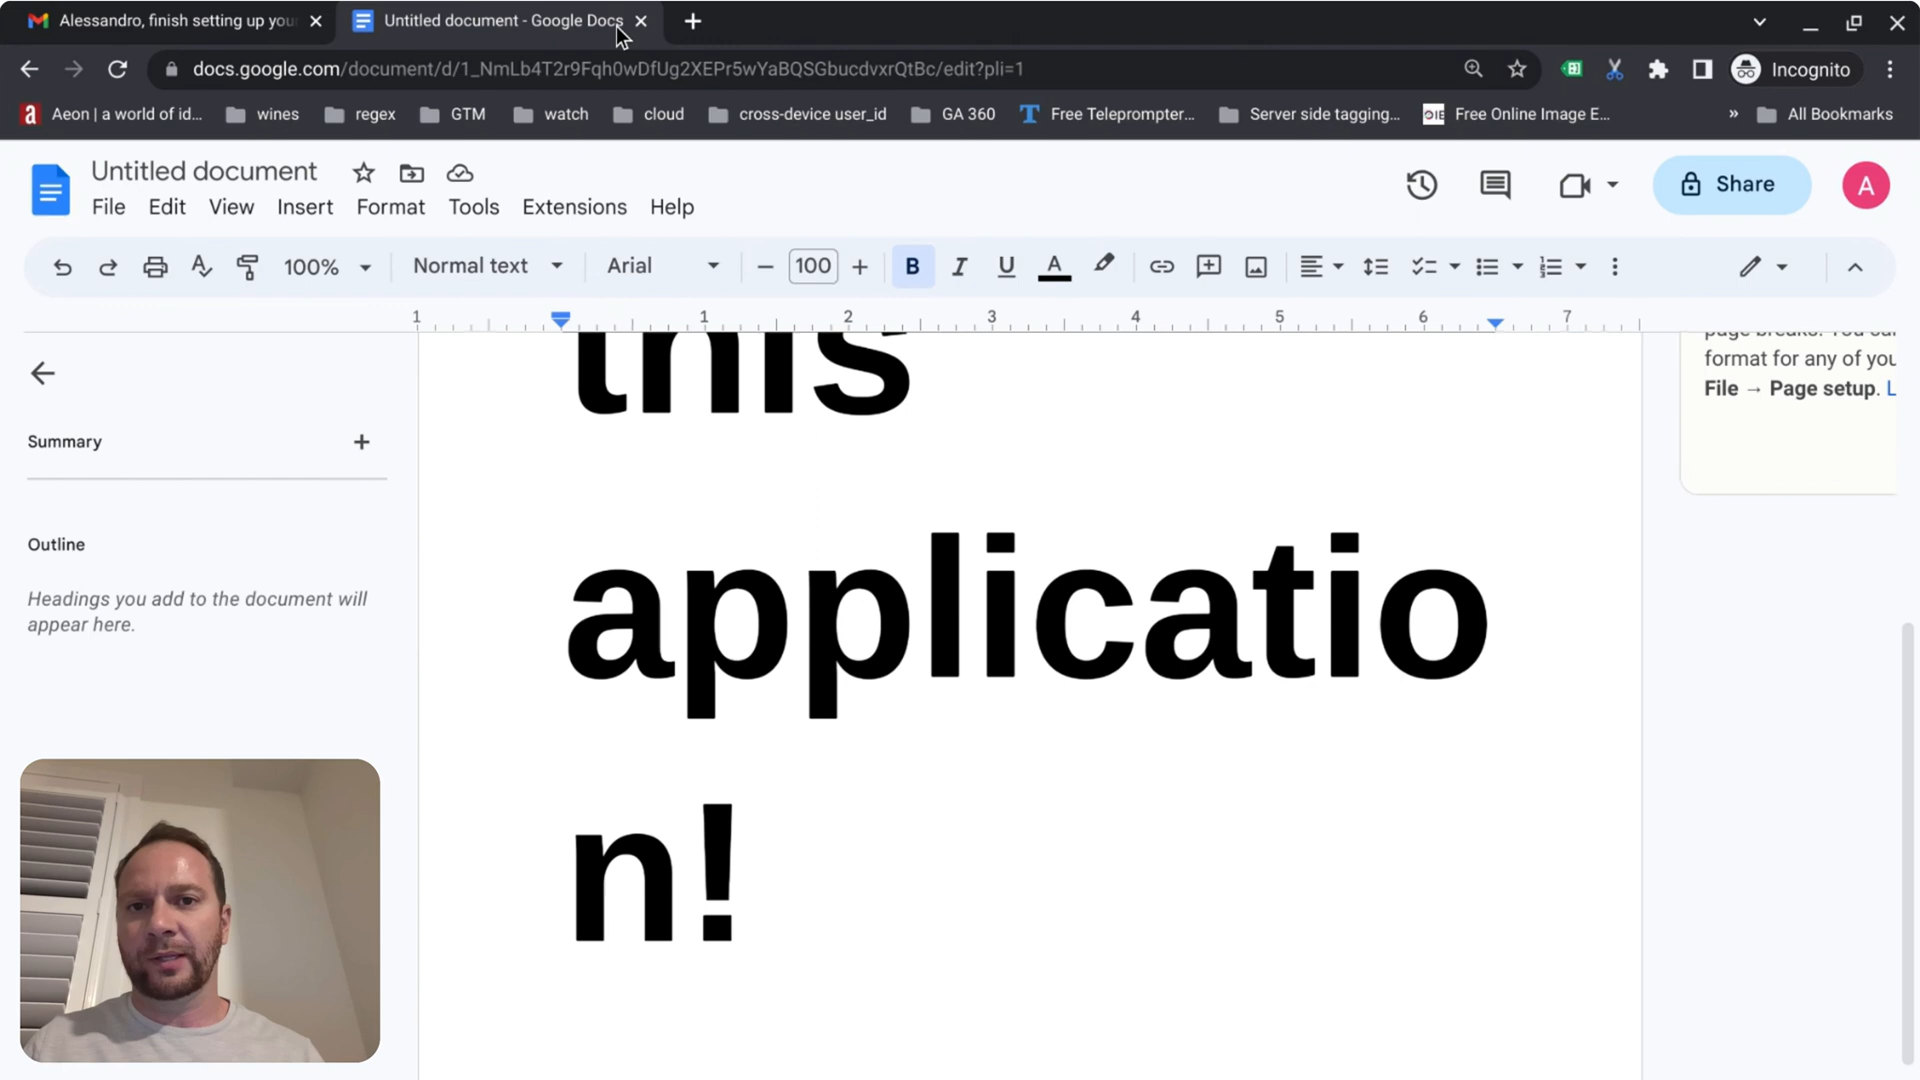 Alessandro, finish setting up you
Untitled document - Google Docs
docs.google.com/document/d/1_NmLb4T2r9Fqh0wDfUg2XEPr5wYaBQSGbucdvxrQtBc/edit?pli=1
Incognito
a Aeon | a world of id...
wines
regex
GTM
watch
cloud
cross-device user_id
GA 360
T Free Teleprompter...
Server side tagging...
OIE Free Online Image E...
»
All Bookmarks
Untitled document
File Edit View Insert Format Tools Extensions Help
Share
A
100%
Normal text
Arial
− 100 +
B I U A
1 1 2 3 4 5 6 7
format for any of you
File → Page setup. L
Summary
Outline
Headings you add to the document will
appear here.
this
applicatio
n!